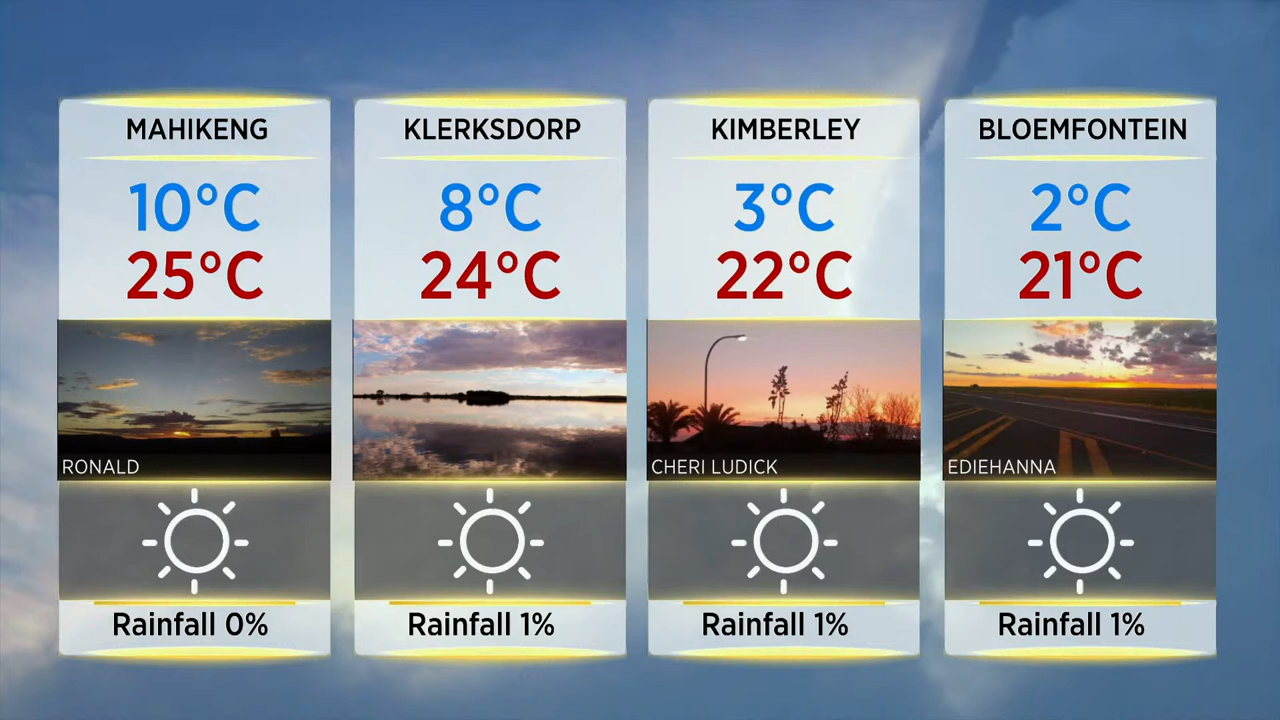 MAHIKENG
10°C
25°C
RONALD
Rainfall 0%
KLERKSDORP
8°C
24°C
Rainfall 1%
KIMBERLEY
3°C
22°C
CHERI LUDICK
Rainfall 1%
BLOEMFONTEIN
2°C
21°C
EDIEHANNA
Rainfall 1%